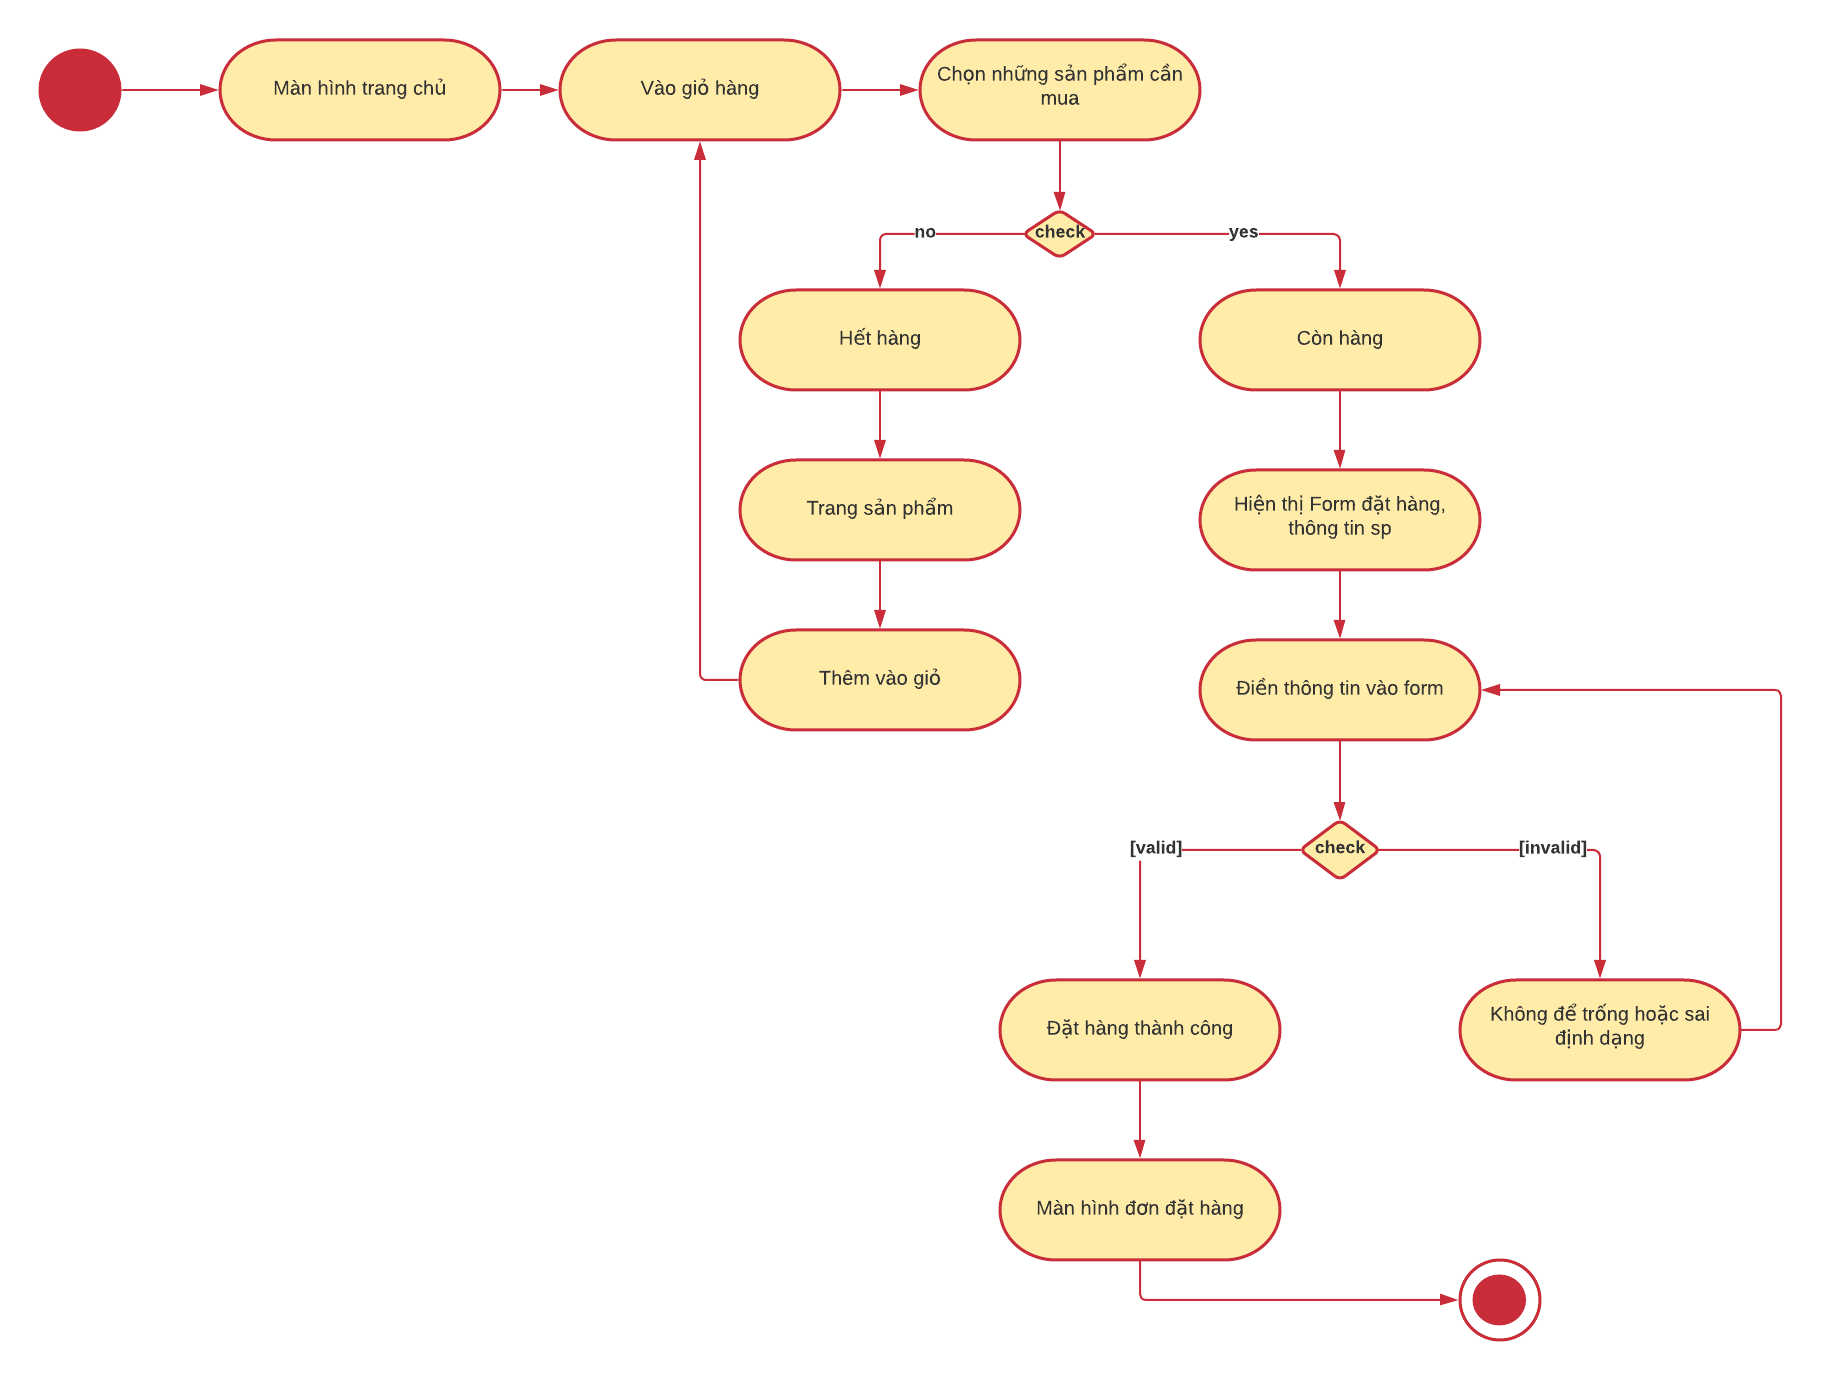 Màn hình trang chủ
Vào giỏ hàng
Chọn những sản phẩm cần
mua
check
no
yes
Hết hàng
Còn hàng
Trang sản phẩm
Hiện thị Form đặt hàng,
thông tin sp
Thêm vào giỏ
Điền thông tin vào form
check
[valid]
[invalid]
Đặt hàng thành công
Không để trống hoặc sai
định dạng
Màn hình đơn đặt hàng